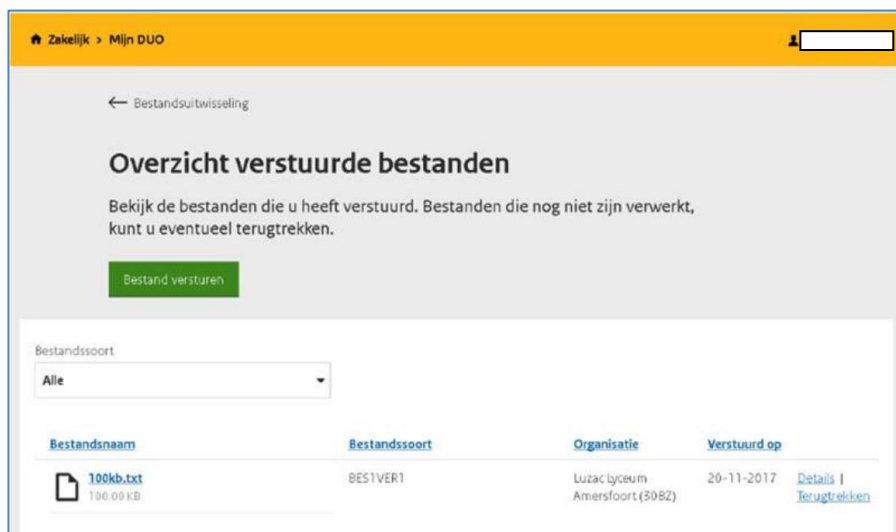 Zakelijk > Mijn DUO
← Bestandsuitwisseling
Overzicht verstuurde bestanden
Bekijk de bestanden die u heeft verstuurd. Bestanden die nog niet zijn verwerkt,
kunt u eventueel terugtrekken.
Bestand versturen
Bestandssoort
Alle
Bestandsnaam Bestandssoort Organisatie Verstuurd op
100kb.txt BES1VER1 Luzac Lyceum 20-11-2017 Details |
100.00 KB Amersfoort (30BZ) Terugtrekken